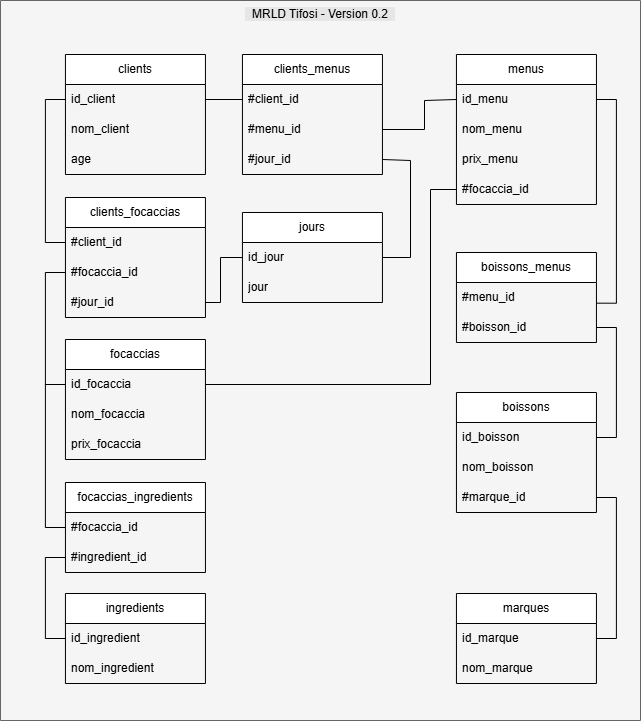 MRLD Tifosi - Version 0.2
clients
id_client
nom_client
age
clients_menus
#client_id
#menu_id
#jour_id
menus
id_menu
nom_menu
prix_menu
#focaccia_id
clients_focaccias
#client_id
#focaccia_id
#jour_id
jours
id_jour
jour
boissons_menus
#menu_id
#boisson_id
focaccias
id_focaccia
nom_focaccia
prix_focaccia
boissons
id_boisson
nom_boisson
#marque_id
focaccias_ingredients
#focaccia_id
#ingredient_id
ingredients
id_ingredient
nom_ingredient
marques
id_marque
nom_marque